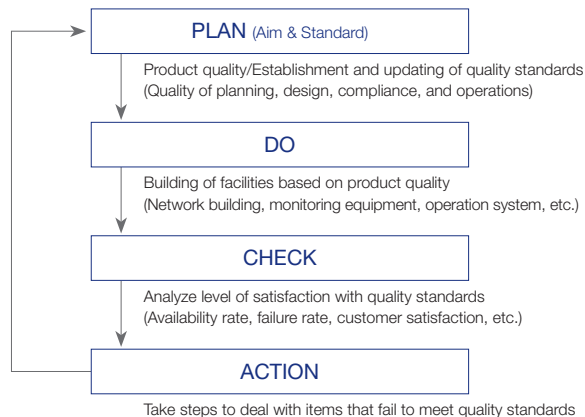 PLAN (Aim & Standard)
Product quality/Establishment and updating of quality standards
(Quality of planning, design, compliance, and operations)
DO
Building of facilities based on product quality
(Network building, monitoring equipment, operation system, etc.)
CHECK
Analyze level of satisfaction with quality standards
(Availability rate, failure rate, customer satisfaction, etc.)
ACTION
Take steps to deal with items that fail to meet quality standards